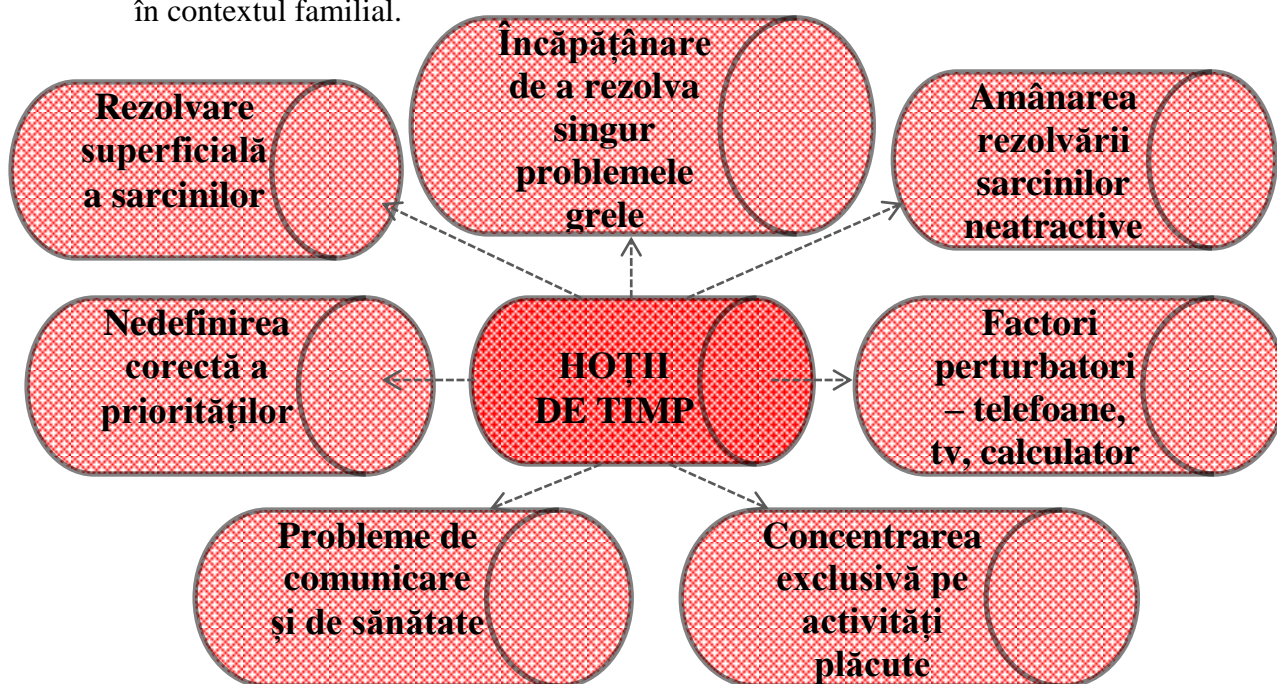 în contextul familial.
Încăpățânare
de a rezolva
singur
problemele
grele
Rezolvare
superficială
a sarcinilor
Amânarea
rezolvării
sarcinilor
neatractive
Nedefinirea
corectă a
priorităților
HOȚII
DE TIMP
Factori
perturbatori
– telefoane,
tv, calculator
Probleme de
comunicare
și de sănătate
Concentrarea
exclusivă pe
activități
plăcute